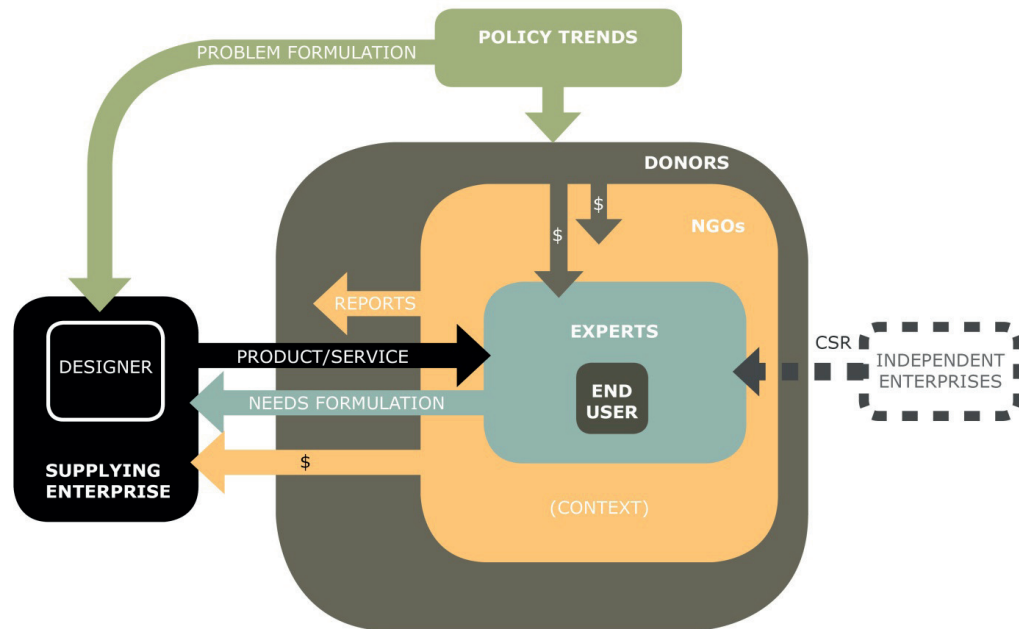 POLICY TRENDS
PROBLEM FORMULATION
DONORS
$
$
NGOs
REPORTS
EXPERTS
CSR
INDEPENDENT
ENTERPRISES
DESIGNER
PRODUCT/SERVICE
END
USER
NEEDS FORMULATION
$
SUPPLYING
ENTERPRISE
(CONTEXT)